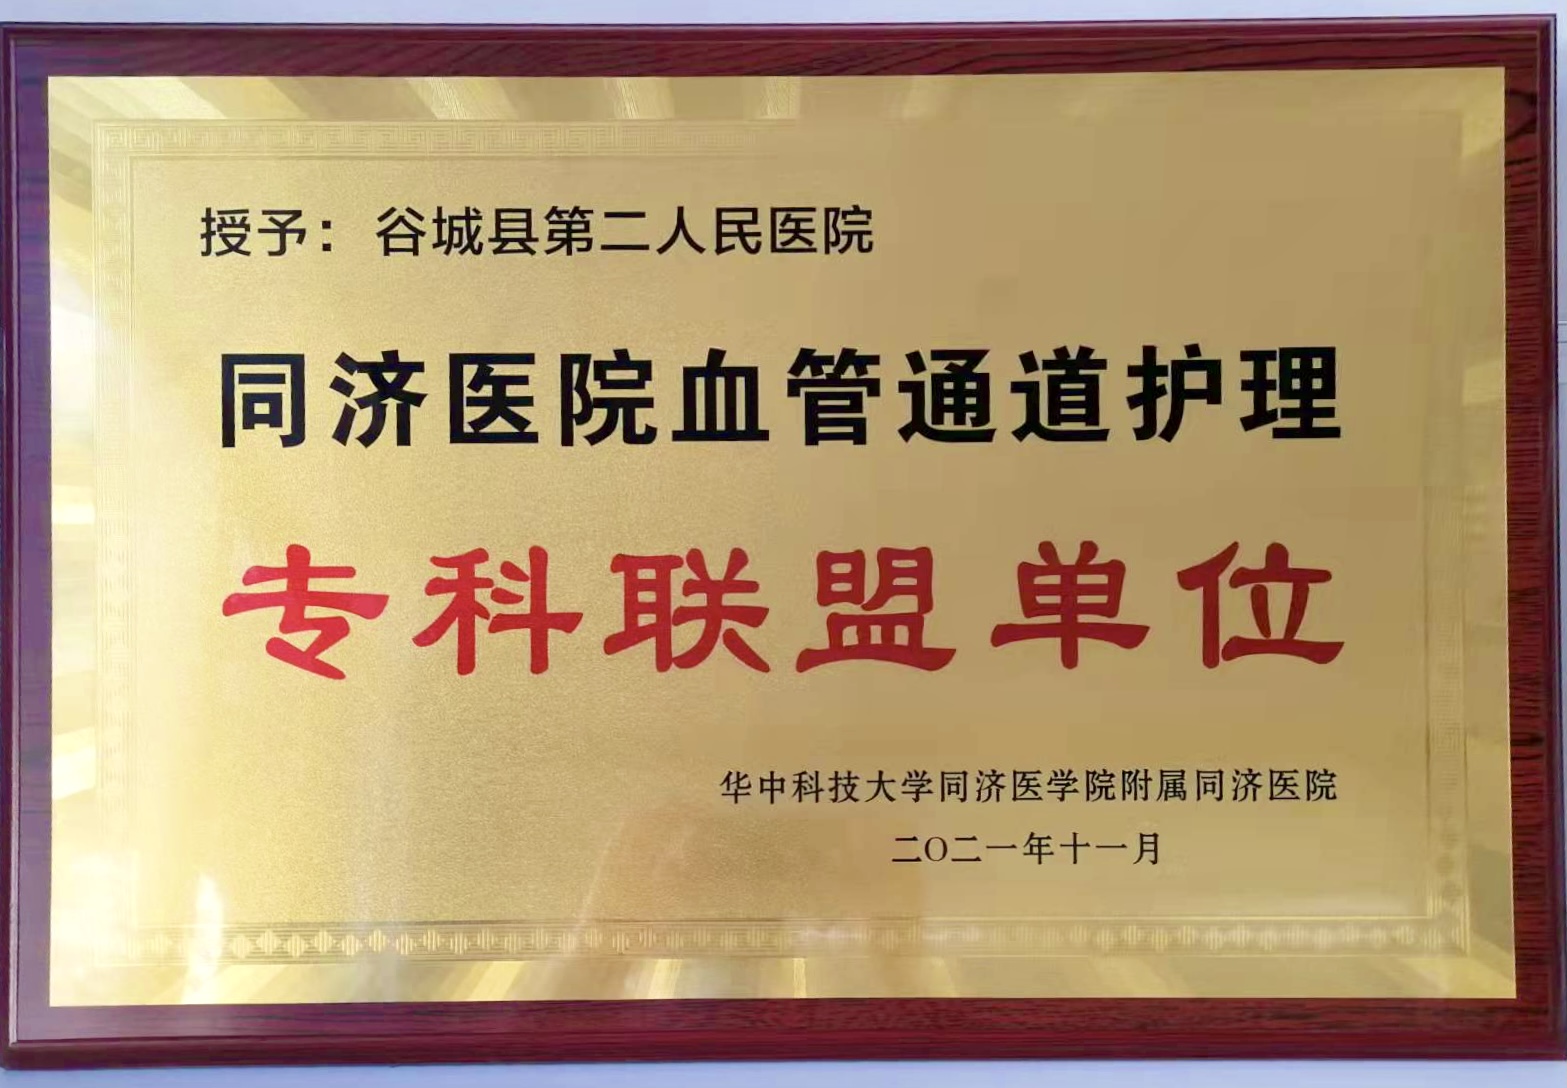 授予：谷城县第二人民医院
同济医院血管通道护理
专科联盟单位
华中科技大学同济医学院附属同济医院
二〇二一年十一月